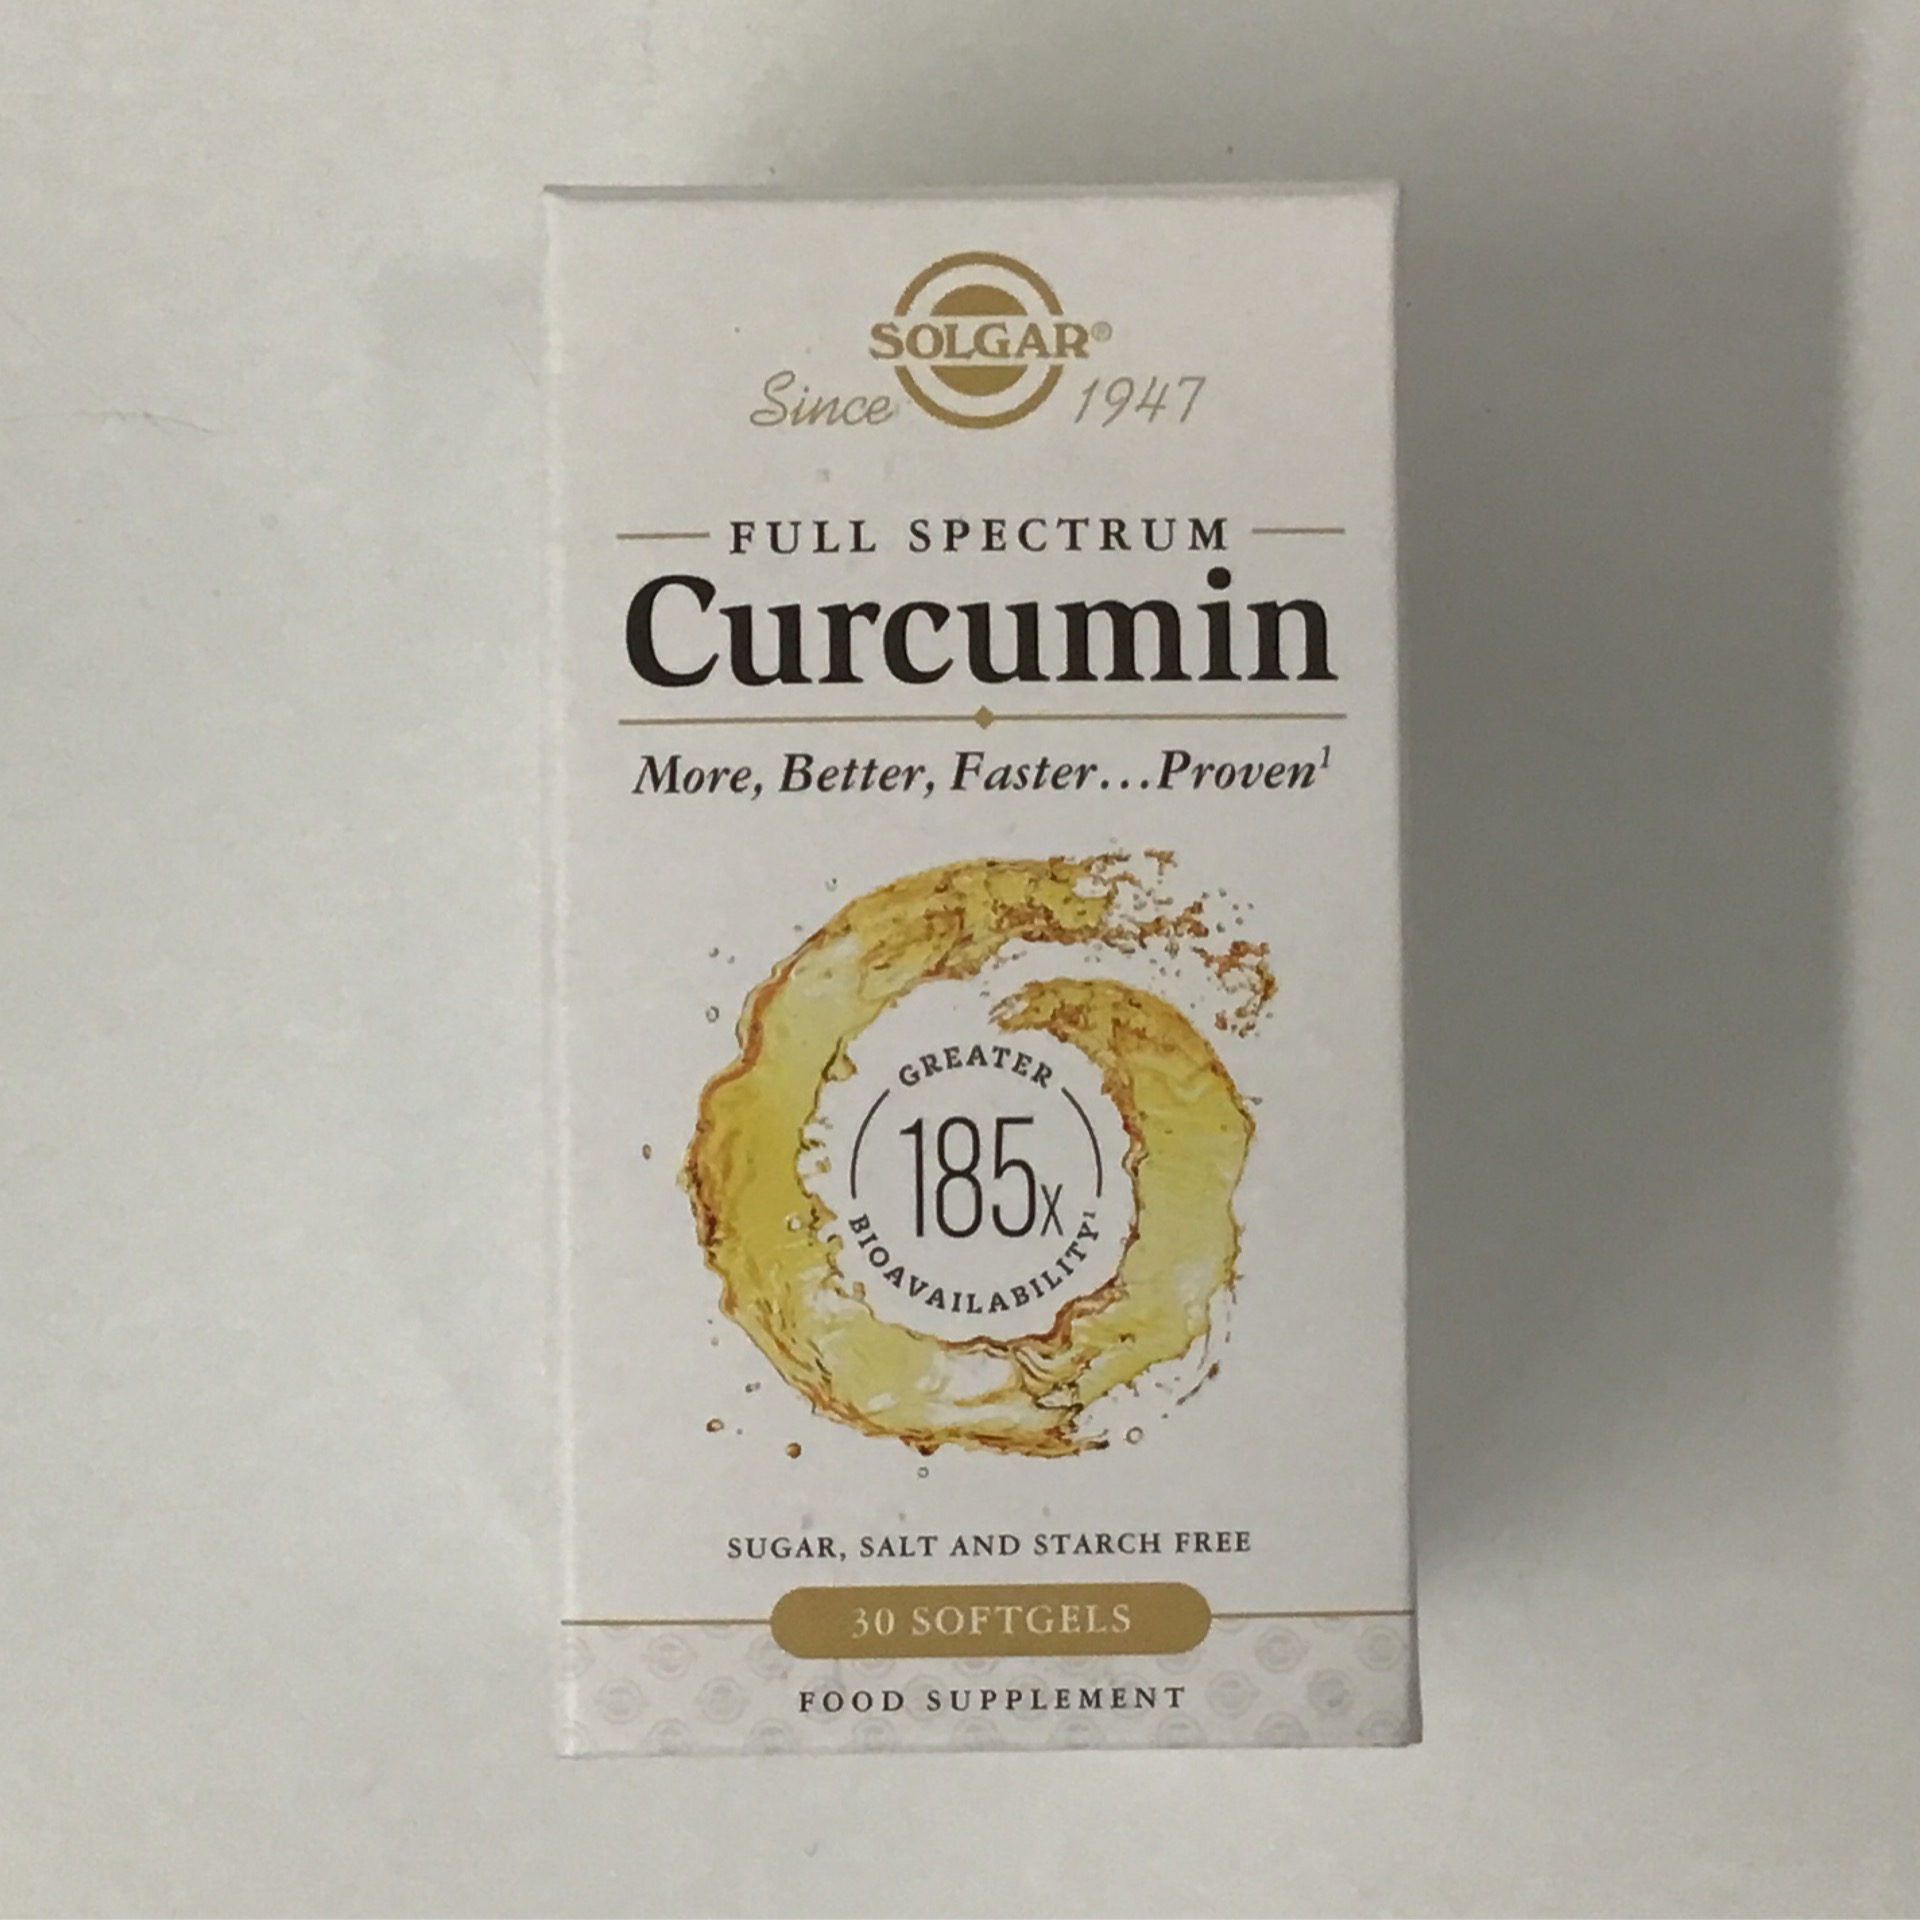 SOLGAR®
Since 1947
FULL SPECTRUM
Curcumin
More, Better, Faster...Proven¹
GREATER
185x
BIOAVAILABILITY¹
SUGAR, SALT AND STARCH FREE
30 SOFTGELS
FOOD SUPPLEMENT